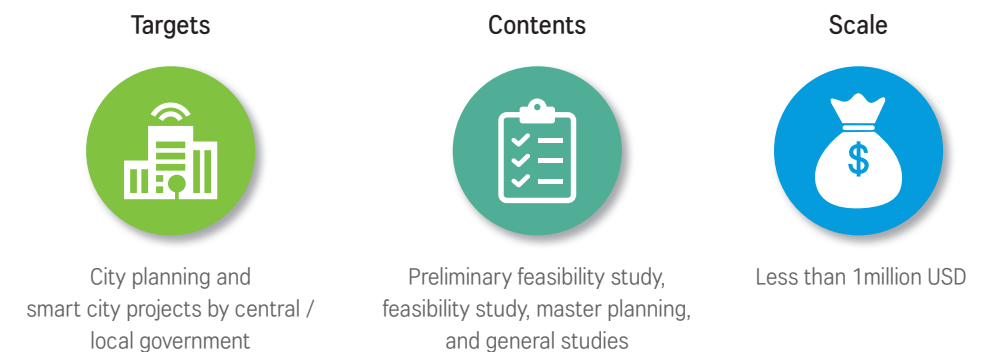 Targets
City planning and
smart city projects by central /
local government
Contents
Preliminary feasibility study,
feasibility study, master planning,
and general studies
Scale
$
Less than 1million USD